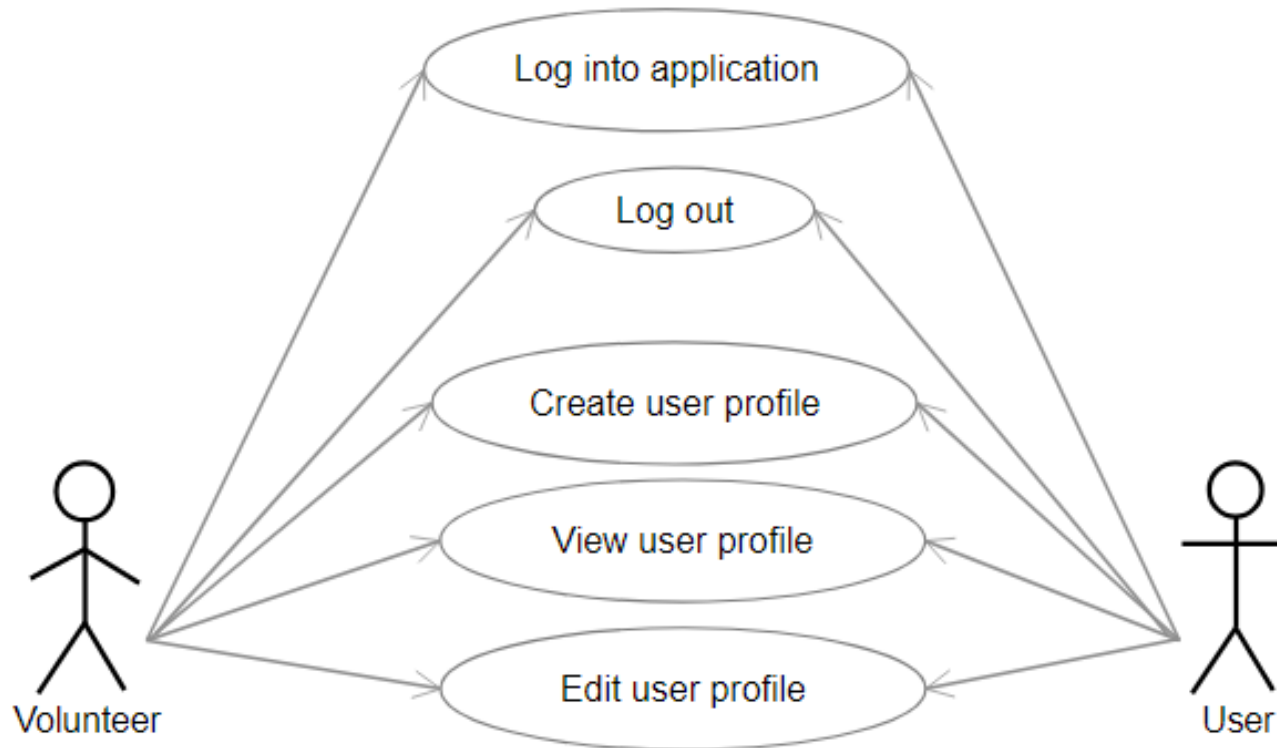 Log into application
Log out
Create user profile
View user profile
Edit user profile
Volunteer
User